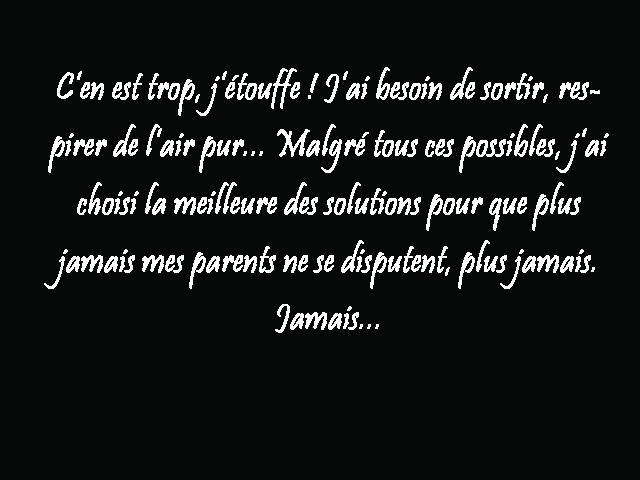 C'en est trop, j'étouffe ! J'ai besoin de sortir, res-
pirer de l'air pur... Malgré tous ces possibles, j'ai
choisi la meilleure des solutions pour que plus
jamais mes parents ne se disputent, plus jamais.
Jamais...